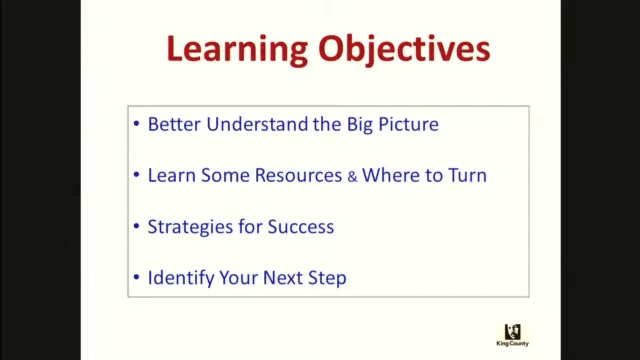 Learning Objectives
• Better Understand the Big Picture
• Learn Some Resources & Where to Turn
• Strategies for Success
• Identify Your Next Step
King County